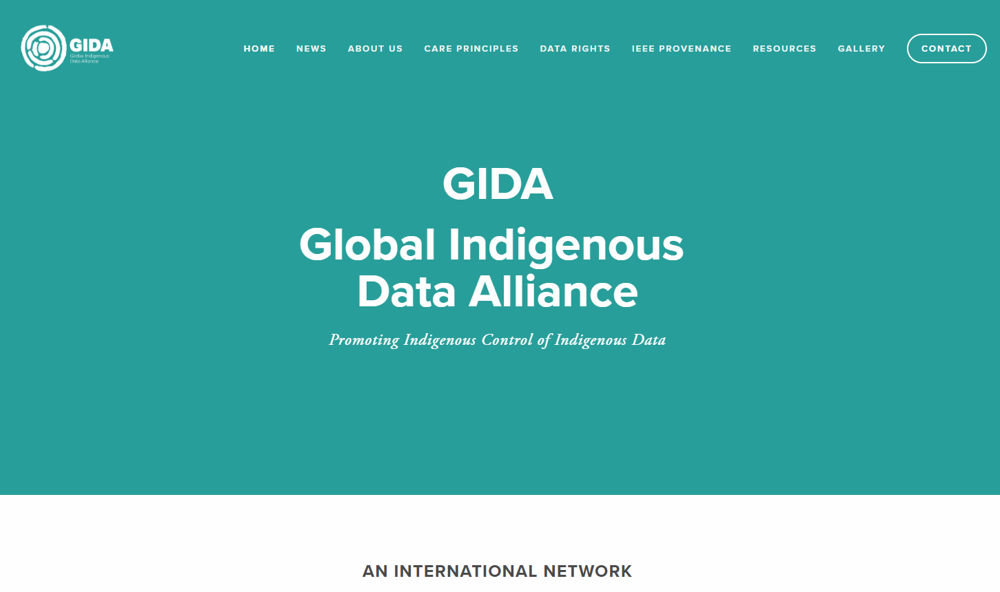 GIDA
Global Indigenous
Data Alliance
HOME NEWS ABOUT US CARE PRINCIPLES DATA RIGHTS IEEE PROVENANCE RESOURCES GALLERY CONTACT
GIDA
Global Indigenous
Data Alliance
Promoting Indigenous Control of Indigenous Data
AN INTERNATIONAL NETWORK